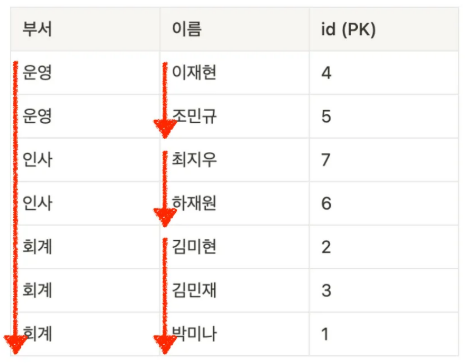 부서 이름 id (PK)
운영 이재현 4
운영 조민규 5
인사 최지우 7
인사 하재원 6
회계 김미현 2
회계 김민재 3
회계 박미나 1